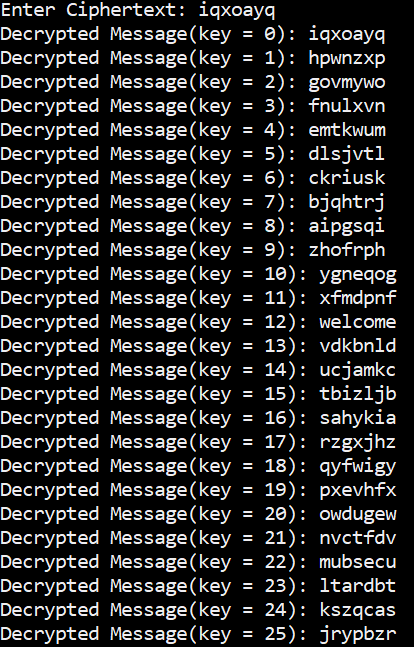 Enter Ciphertext: iqxoayq
Decrypted Message(key = 0): iqxoayq
Decrypted Message(key = 1): hpwnzxp
Decrypted Message(key = 2): govmywo
Decrypted Message(key = 3): fnulxvn
Decrypted Message(key = 4): emtkwum
Decrypted Message(key = 5): dlsjvtl
Decrypted Message(key = 6): ckriusk
Decrypted Message(key = 7): bjqhtrj
Decrypted Message(key = 8): aipgsqi
Decrypted Message(key = 9): zhofrph
Decrypted Message(key = 10): ygneqog
Decrypted Message(key = 11): xfmdpnf
Decrypted Message(key = 12): welcome
Decrypted Message(key = 13): vdkbnld
Decrypted Message(key = 14): ucjamkc
Decrypted Message(key = 15): tbizljb
Decrypted Message(key = 16): sahykia
Decrypted Message(key = 17): rzgxjhz
Decrypted Message(key = 18): qyfwigy
Decrypted Message(key = 19): pxevhfx
Decrypted Message(key = 20): owdugew
Decrypted Message(key = 21): nvctfdv
Decrypted Message(key = 22): mubsecu
Decrypted Message(key = 23): ltardbt
Decrypted Message(key = 24): kszqcas
Decrypted Message(key = 25): jrypbzr